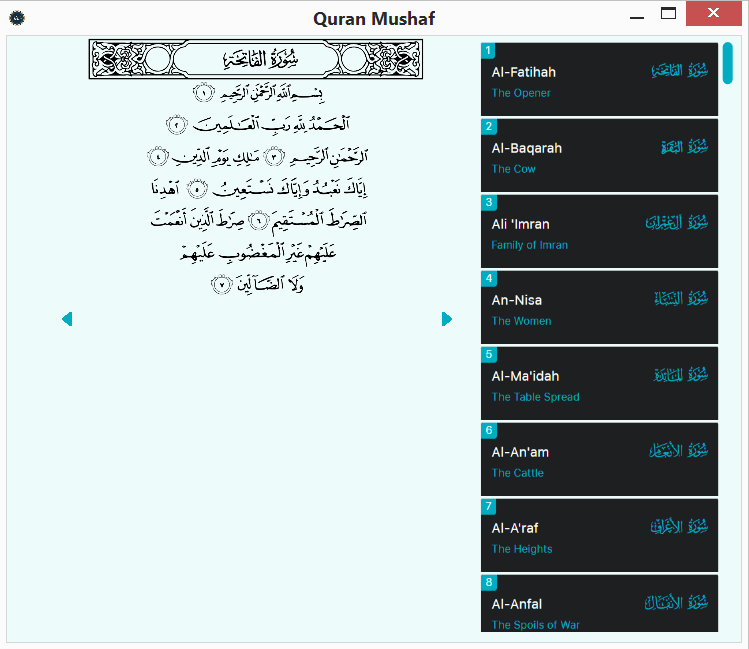 Quran Mushaf
سُورَةُ الفَاتِحَةِ
بِسْمِ ٱللَّهِ ٱلرَّحْمَٰنِ ٱلرَّحِيمِ ١
ٱلْحَمْدُ لِلَّهِ رَبِّ ٱلْعَٰلَمِينَ ٢
ٱلرَّحْمَٰنِ ٱلرَّحِيمِ ٣ مَٰلِكِ يَوْمِ ٱلدِّينِ ٤
إِيَّاكَ نَعْبُدُ وَإِيَّاكَ نَسْتَعِينُ ٥ ٱهْدِنَا
ٱلصِّرَٰطَ ٱلْمُسْتَقِيمَ ٦ صِرَٰطَ ٱلَّذِينَ أَنْعَمْتَ
عَلَيْهِمْ غَيْرِ ٱلْمَغْضُوبِ عَلَيْهِمْ
وَلَا ٱلضَّآلِّينَ ٧
1
Al-Fatihah سُورَةُ الفَاتِحَةِ
The Opener
2
Al-Baqarah سُورَةُ البَقَرَةِ
The Cow
3
Ali 'Imran سُورَةُ آلِ عِمْرَان
Family of Imran
4
An-Nisa سُورَةُ النِّسَاءِ
The Women
5
Al-Ma'idah سُورَةُ المَائِدَةِ
The Table Spread
6
Al-An'am سُورَةُ الأَنْعَامِ
The Cattle
7
Al-A'raf سُورَةُ الأَعْرَافِ
The Heights
8
Al-Anfal سُورَةُ الأَنْفَالِ
The Spoils of War